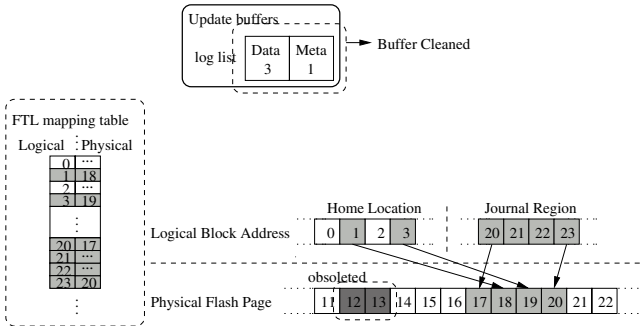 Update buffers
log list
Data 3
Meta 1
Buffer Cleaned
FTL mapping table
Logical Physical
0 ...
1 18
2 ...
3 19
20 17
21 ...
22 ...
23 20
Home Location
Journal Region
Logical Block Address
0 1 2 3
20 21 22 23
obsoleted
Physical Flash Page
11 12 13 14 15 16 17 18 19 20 21 22